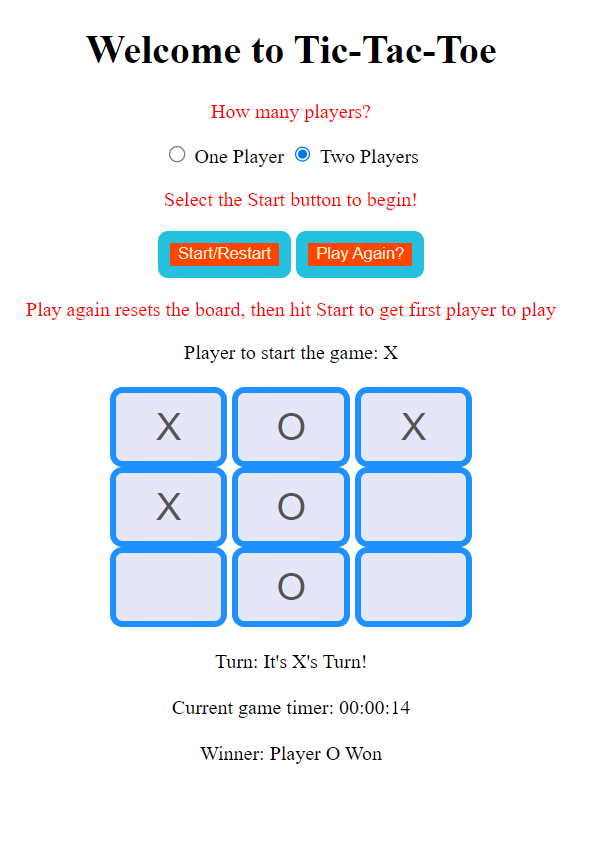 Welcome to Tic-Tac-Toe
How many players?
One Player Two Players
Select the Start button to begin!
Start/Restart Play Again?
Play again resets the board, then hit Start to get first player to play
Player to start the game: X
X O X
X O
O
Turn: It's X's Turn!
Current game timer: 00:00:14
Winner: Player O Won